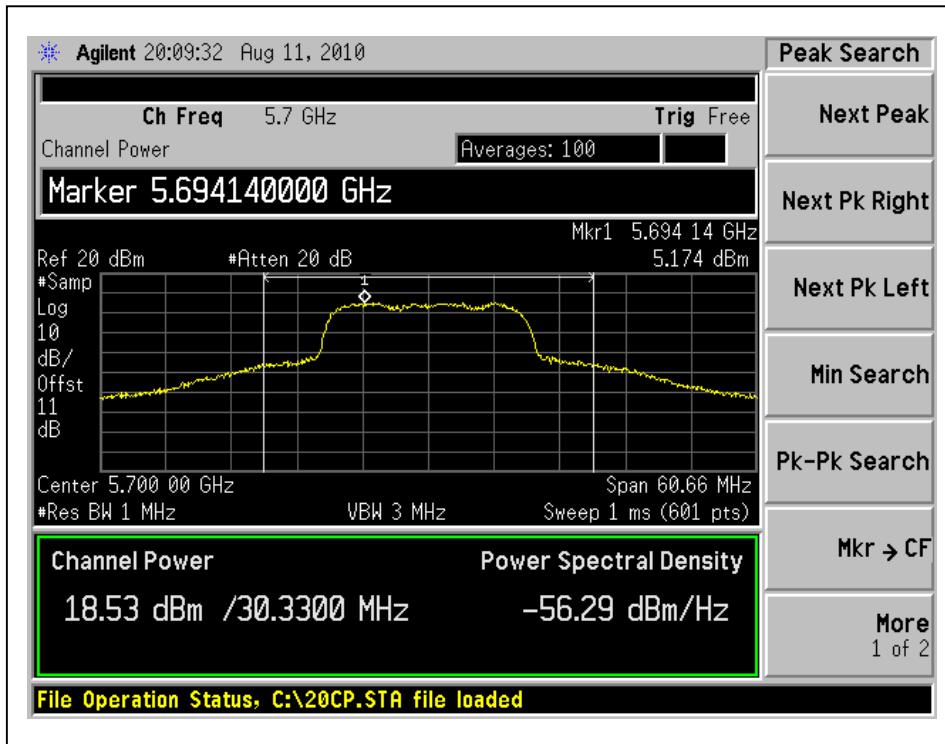 Agilent 20:09:32 Aug 11, 2010
Peak Search
Ch Freq 5.7 GHz Trig Free
Channel Power Averages: 100
Marker 5.694140000 GHz
Mkr1 5.694 14 GHz
Ref 20 dBm #Atten 20 dB 5.174 dBm
#Samp
Log
10
dB/
Offst
11
dB
1
Center 5.700 00 GHz Span 60.66 MHz
#Res BW 1 MHz VBW 3 MHz Sweep 1 ms (601 pts)
Channel Power Power Spectral Density
18.53 dBm /30.3300 MHz -56.29 dBm/Hz
File Operation Status, C:\20CP.STA file loaded
Next Peak
Next Pk Right
Next Pk Left
Min Search
Pk-Pk Search
Mkr → CF
More
1 of 2